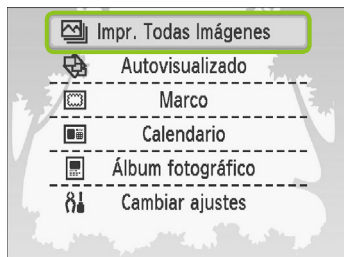 Impr. Todas Imágenes
Autovisualizado
Marco
Calendario
Álbum fotográfico
Cambiar ajustes